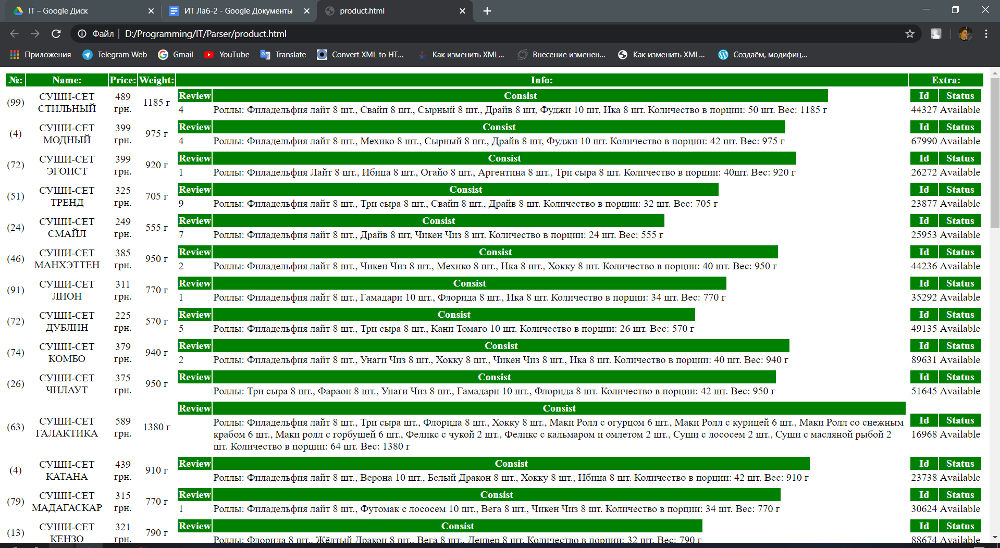 IT – Google Диск
ИТ Лаб-2 - Google Документы
product.html
Файл | D:/Programming/IT/Parser/product.html
Приложения Telegram Web Gmail YouTube Translate Convert XML to HT... Как изменить XML... Внесение изменен... Как изменить XML... Создаём, модифиц...
№: Name: Price: Weight: Info: Extra:
(99) СУШИ-СЕТ СТИЛЬНЫЙ 489 грн. 1185 г
Review Consist Id Status
4 Роллы: Филадельфия лайт 8 шт., Свайп 8 шт., Сырный 8 шт., Драйв 8 шт, Фуджи 10 шт, Ика 8 шт. Количество в порции: 50 шт. Вес: 1185 г 44327 Available
(4) СУШИ-СЕТ МОДНЫЙ 399 грн. 975 г
Review Consist Id Status
4 Роллы: Филадельфия лайт 8 шт., Мехико 8 шт., Сырный 8 шт., Драйв 8 шт, Фуджи 10 шт. Количество в порции: 42 шт. Вес: 975 г 67990 Available
(72) СУШИ-СЕТ ЭГОИСТ 399 грн. 920 г
Review Consist Id Status
1 Роллы: Филадельфия Лайт 8 шт., Ибица 8 шт., Огайо 8 шт., Аргентина 8 шт., Три сыра 8 шт. Количество в порции: 40шт. Вес: 920 г 26272 Available
(51) СУШИ-СЕТ ТРЕНД 325 грн. 705 г
Review Consist Id Status
9 Роллы: Филадельфия лайт 8 шт., Три сыра 8 шт., Свайп 8 шт., Драйв 8 шт. Количество в порции: 32 шт. Вес: 705 г 23877 Available
(24) СУШИ-СЕТ СМАЙЛ 249 грн. 555 г
Review Consist Id Status
7 Роллы: Филадельфия лайт 8 шт., Драйв 8 шт, Чикен Чиз 8 шт. Количество в порции: 24 шт. Вес: 555 г 25953 Available
(46) СУШИ-СЕТ МАНХЭТТЕН 385 грн. 950 г
Review Consist Id Status
2 Роллы: Филадельфия лайт 8 шт., Чикен Чиз 8 шт., Мехико 8 шт., Ика 8 шт., Хокку 8 шт. Количество в порции: 40 шт. Вес: 950 г 44236 Available
(91) СУШИ-СЕТ ЛИОН 311 грн. 770 г
Review Consist Id Status
1 Роллы: Филадельфия лайт 8 шт., Гамадари 10 шт., Флорида 8 шт., Ика 8 шт. Количество в порции: 34 шт. Вес: 770 г 35292 Available
(72) СУШИ-СЕТ ДУБЛИН 225 грн. 570 г
Review Consist Id Status
5 Роллы: Филадельфия лайт 8 шт., Три сыра 8 шт., Кани Томаго 10 шт. Количество в порции: 26 шт. Вес: 570 г 49135 Available
(74) СУШИ-СЕТ КОМБО 379 грн. 940 г
Review Consist Id Status
2 Роллы: Филадельфия лайт 8 шт., Унаги Чиз 8 шт., Хокку 8 шт., Чикен Чиз 8 шт., Ика 8 шт. Количество в порции: 40 шт. Вес: 940 г 89631 Available
(26) СУШИ-СЕТ ЧИЛАУТ 375 грн. 950 г
Review Consist Id Status
Роллы: Три сыра 8 шт., Фараон 8 шт., Унаги Чиз 8 шт., Гамадари 10 шт., Флорида 8 шт. Количество в порции: 42 шт. Вес: 950 г 51645 Available
(63) СУШИ-СЕТ ГАЛАКТИКА 589 грн. 1380 г
Review Consist Id Status
Роллы: Филадельфия лайт 8 шт., Три сыра шт., Флорида 8 шт., Хокку 8 шт., Маки Ролл с огурцом 6 шт., Маки Ролл с курицей 6 шт., Маки Ролл со снежным
крабом 6 шт., Маки ролл с горбушей 6 шт., Феликс с чукой 2 шт., Феликс с кальмаром и омлетом 2 шт., Суши с лососем 2 шт., Суши с масляной рыбой 2
шт. Количество в порции: 64 шт. Вес: 1380 г 16968 Available
(4) СУШИ-СЕТ КАТАНА 439 грн. 910 г
Review Consist Id Status
Роллы: Филадельфия лайт 8 шт., Верона 10 шт., Белый Дракон 8 шт., Хокку 8 шт., Ибица 8 шт. Количество в порции: 42 шт. Вес: 910 г 23738 Available
(79) СУШИ-СЕТ МАДАГАСКАР 315 грн. 770 г
Review Consist Id Status
1 Роллы: Филадельфия лайт 8 шт., Футомак с лососем 10 шт., Вега 8 шт., Чикен Чиз 8 шт. Количество в порции: 34 шт. Вес: 770 г 30624 Available
(13) СУШИ-СЕТ КЕНЗО 321 грн. 790 г
Review Consist Id Status
Роллы: Флорида 8 шт., Жёлтый Дракон 8 шт., Вега 8 шт., Денвер 8 шт. Количество в порции: 32 шт. Вес: 790 г 88674 Available